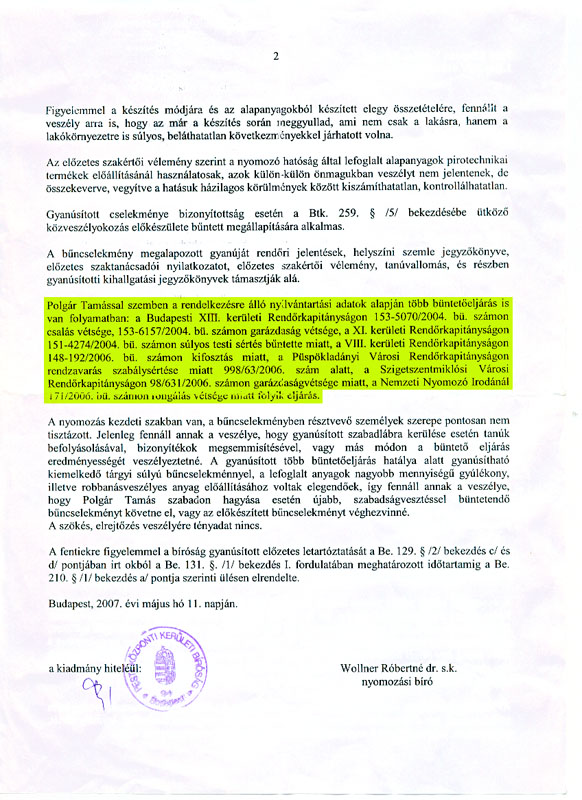 2
Figyelemmel a készítés módjára és az alapanyagokból készített elegy összetételére, fennállt a
veszély arra is, hogy az már a készítés során meggyullad, ami nem csak a lakásra, hanem a
lakókörnyezetre is súlyos, beláthatatlan következményekkel járhatott volna.
Az előzetes szakértői vélemény szerint a nyomozó hatóság által lefoglalt alapanyagok pirotechnikai
termékek előállításánál használatosak, azok külön-külön önmagukban veszélyt nem jelentenek, de
összekeverve, vegyítve a hatásuk házilagos körülmények között kiszámíthatatlan, kontrollálhatatlan.
Gyanúsított cselekménye bizonyítottság esetén a Btk. 259. § /5/ bekezdésébe ütköző
közveszélyokozás előkészülete bűntett megállapítására alkalmas.
A bűncselekmény megalapozott gyanúját rendőri jelentések, helyszíni szemle jegyzőkönyve,
előzetes szaktanácsadói nyilatkozatot, előzetes szakértői vélemény, tanúvallomás, és részben
gyanúsítotti kihallgatási jegyzőkönyvek támasztják alá.
Polgár Tamással szemben a rendelkezésre álló nyilvántartási adatok alapján több büntetőeljárás is
van folyamatban: a Budapesti XIII. kerületi Rendőrkapitányságon 153-5070/2004. bü. számon
csalás vétsége, 153-6157/2004. bü. számon garázdaság vétsége, a XI. kerületi Rendőrkapitányságon
151-4274/2004. bü. számon súlyos testi sértés bűntette miatt, a VIII. kerületi Rendőrkapitányságon
148-192/2006. bü. számon kifosztás miatt, a Püspökladányi Városi Rendőrkapitányságon
rendzavarás szabálysértése miatt 998/63/2006. szám alatt, a Szigetszentmiklósi Városi
Rendőrkapitányságon 98/631/2006. számon garázdaságvétsége miatt, a Nemzeti Nyomozó Irodánál
171/2006. bü. számon rongálás vétsége miatt folyik eljárás.
A nyomozás kezdeti szakban van, a bűncselekményben résztvevő személyek szerepe pontosan nem
tisztázott. Jelenleg fennáll annak a veszélye, hogy gyanúsított szabadlábra kerülése esetén tanúk
befolyásolásával, bizonyítékok megsemmisítésével, vagy más módon a büntető eljárás
eredményességét veszélyeztetné. A gyanúsított több büntetőeljárás hatálya alatt gyanúsítható
kiemelkedő tárgyi súlyú bűncselekménnyel, a lefoglalt anyagok nagyobb mennyiségű gyúlékony,
illetve robbanásveszélyes anyag előállításához voltak elegendőek, így fennáll annak a veszélye,
hogy Polgár Tamás szabadon hagyása esetén újabb, szabadságvesztéssel büntetendő
bűncselekményt követne el, vagy az előkészített bűncselekményt véghezvinné.
A szökés, elrejtőzés veszélyére tényadat nincs.
A fentiekre figyelemmel a bíróság gyanúsított előzetes letartóztatását a Be. 129. § /2/ bekezdés c/ és
d/ pontjában írt okból a Be. 131. §. /1/ bekezdés I. fordulatában meghatározott időtartamig a Be.
210. § /1/ bekezdés a/ pontja szerinti ülésen elrendelte.
Budapest, 2007. évi május hó 11. napján.
a kiadmány hiteléül:
Wollner Róbertné dr. s.k.
nyomozási bíró
PESTI KÖZPONTI KERÜLETI BÍRÓSÁG
94